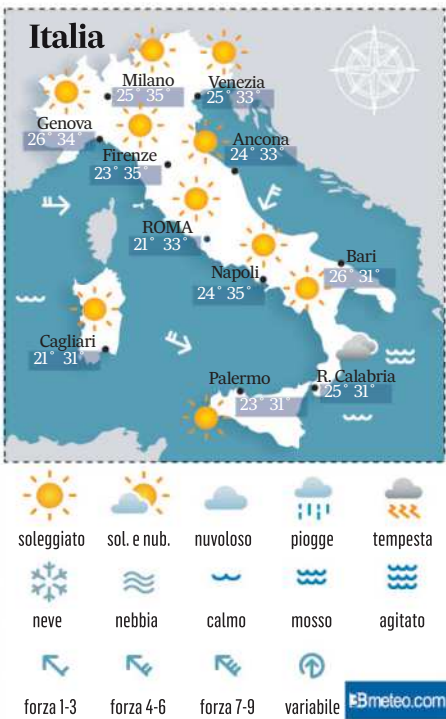 Italia
Milano
25° 35°
Venezia
25° 33°
Genova
26° 34°
Firenze
23° 35°
Ancona
24° 33°
ROMA
21° 33°
Napoli
24° 35°
Bari
26° 31°
Cagliari
21° 31°
Palermo
23° 31°
R. Calabria
25° 31°
soleggiato sol. e nub. nuvoloso piogge tempesta
neve nebbia calmo mosso agitato
forza 1-3 forza 4-6 forza 7-9 variabile
3Bmeteo.com